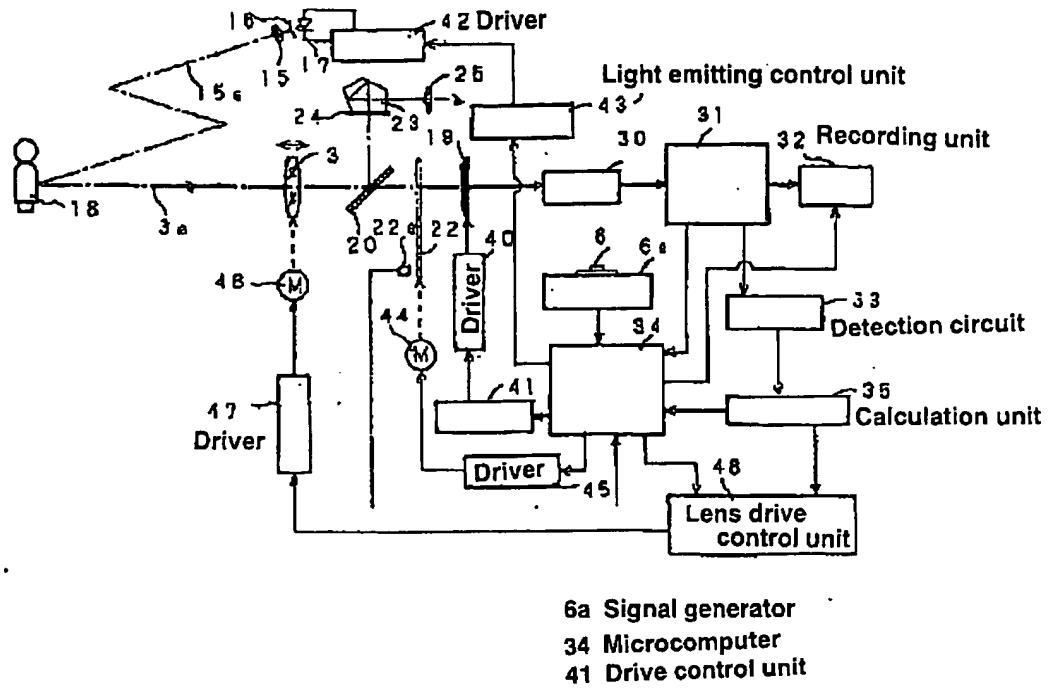 16
42 Driver
15
17
15a
25
Light emitting control unit
43
24
23
31
30
32
Recording unit
19
3
18
3a
20
22a
22
40
6
6a
46
M
Driver
33
Detection circuit
44
M
34
41
35
47
Calculation unit
Driver
Driver
45
48
Lens drive
control unit
6a Signal generator
34 Microcomputer
41 Drive control unit